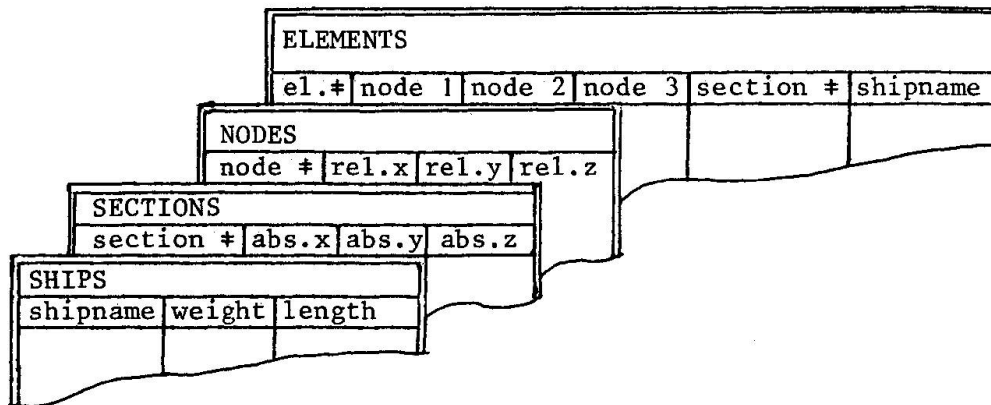 ELEMENTS
el.# node 1 node 2 node 3 section # shipname
NODES
node # rel.x rel.y rel.z
SECTIONS
section # abs.x abs.y abs.z
SHIPS
shipname weight length